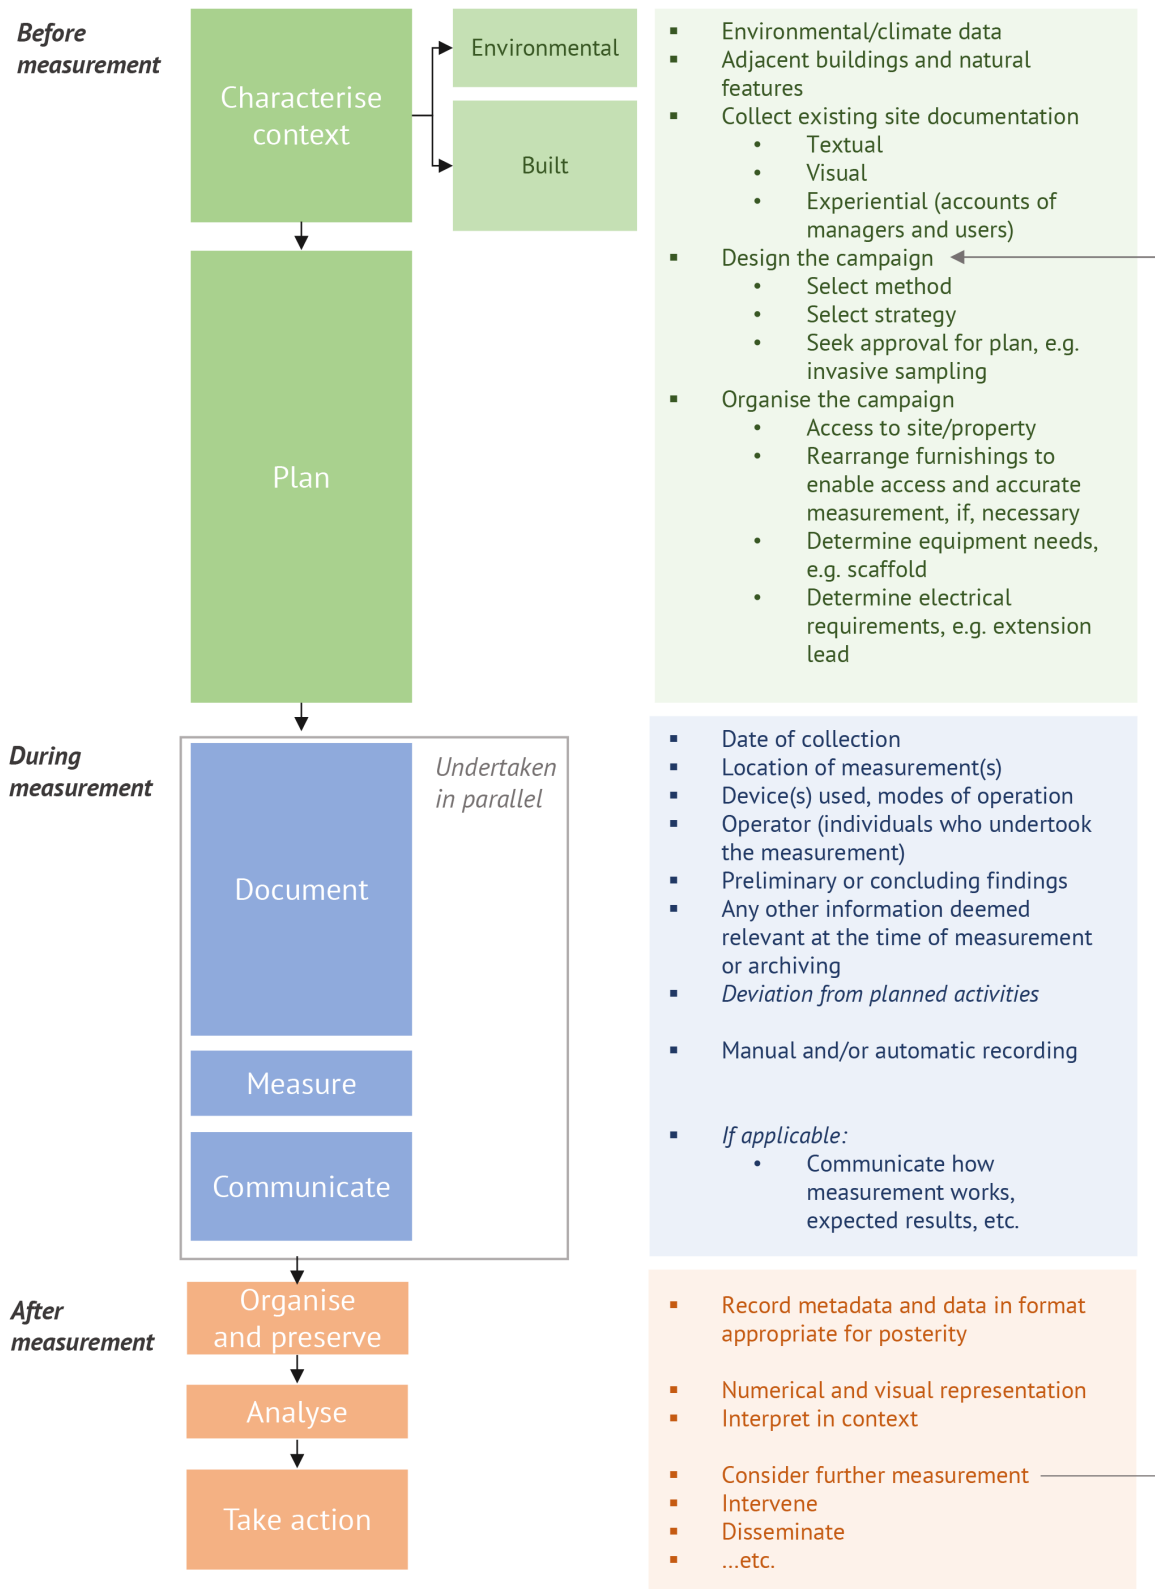 Before
measurement
Characterise
context
Environmental
Built
▪ Environmental/climate data
▪ Adjacent buildings and natural
features
▪ Collect existing site documentation
• Textual
• Visual
• Experiential (accounts of
managers and users)
Plan
▪ Design the campaign
• Select method
• Select strategy
• Seek approval for plan, e.g.
invasive sampling
▪ Organise the campaign
• Access to site/property
• Rearrange furnishings to
enable access and accurate
measurement, if, necessary
• Determine equipment needs,
e.g. scaffold
• Determine electrical
requirements, e.g. extension
lead
During
measurement
Undertaken
in parallel
Document
▪ Date of collection
▪ Location of measurement(s)
▪ Device(s) used, modes of operation
▪ Operator (individuals who undertook
the measurement)
▪ Preliminary or concluding findings
▪ Any other information deemed
relevant at the time of measurement
or archiving
▪ Deviation from planned activities
Measure
▪ Manual and/or automatic recording
Communicate
▪ If applicable:
• Communicate how
measurement works,
expected results, etc.
After
measurement
Organise
and preserve
▪ Record metadata and data in format
appropriate for posterity
Analyse
▪ Numerical and visual representation
▪ Interpret in context
Take action
▪ Consider further measurement
▪ Intervene
▪ Disseminate
▪ ...etc.